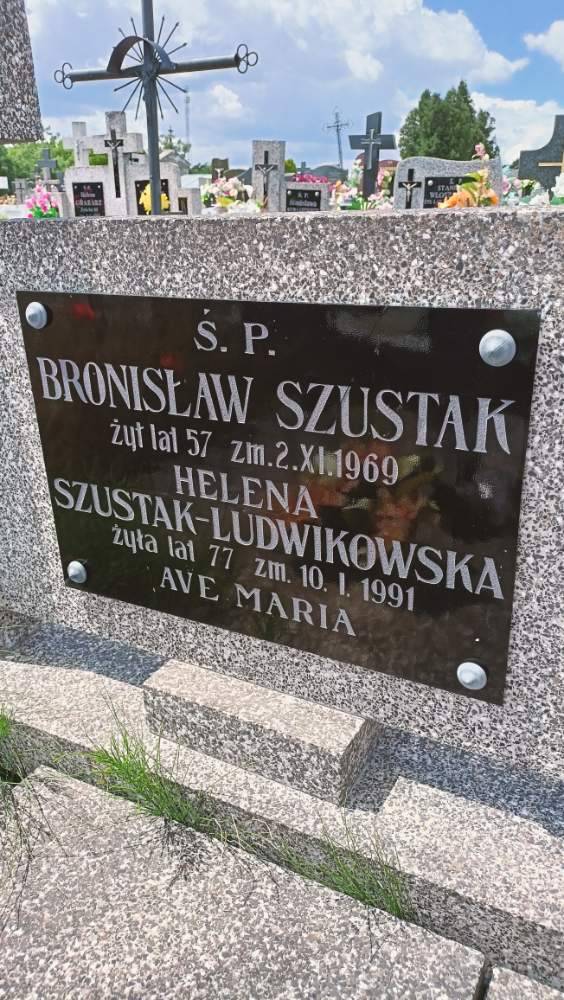 Ś. P.
BRONISŁAW SZUSTAK
żył lat 57 zm. 2.XI.1969
HELENA
SZUSTAK-LUDWIKOWSKA
żyła lat 77 zm. 10.I.1991
AVE MARIA